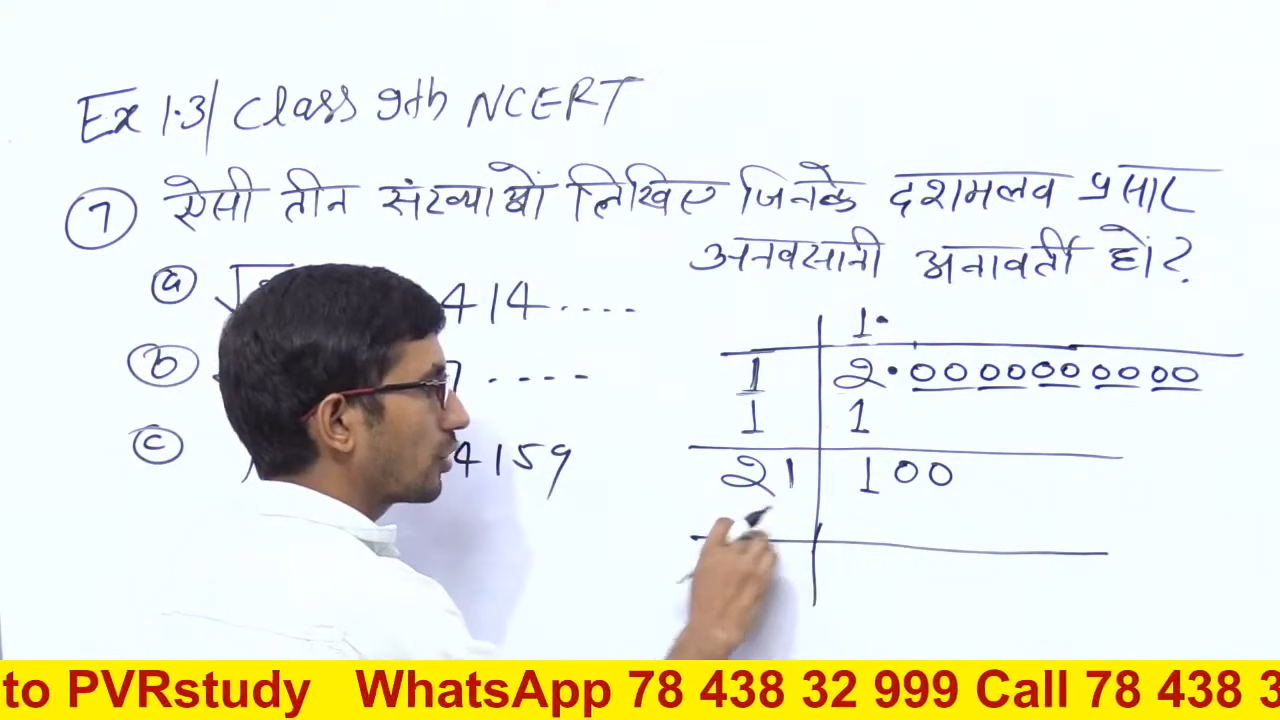 Ex 1.3/ Class 9th NCERT
7 ऐसी तीन संख्याओं लिखिए जिनके दशमलव प्रसार
अनवसानी अनावर्ती हों?
a √ 414....
b 7 ....
c 4159
1.
1 2.0000000000
1 1
21 100
to PVRstudy WhatsApp 78 438 32 999 Call 78 438 3